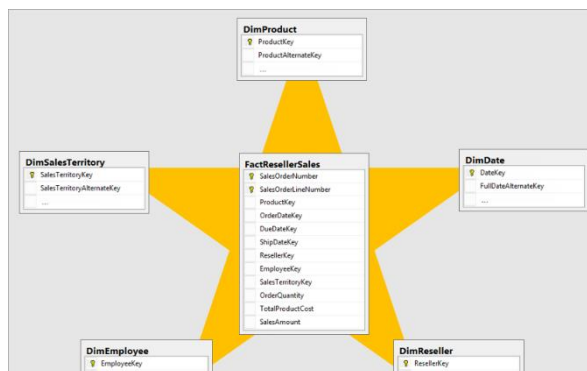 DimProduct
ProductKey
ProductAlternateKey
...
DimSalesTerritory
SalesTerritoryKey
SalesTerritoryAlternateKey
...
FactResellerSales
SalesOrderNumber
SalesOrderLineNumber
ProductKey
OrderDateKey
DueDateKey
ShipDateKey
ResellerKey
EmployeeKey
SalesTerritoryKey
OrderQuantity
TotalProductCost
SalesAmount
DimDate
DateKey
FullDateAlternateKey
...
DimEmployee
EmployeeKey
DimReseller
ResellerKey